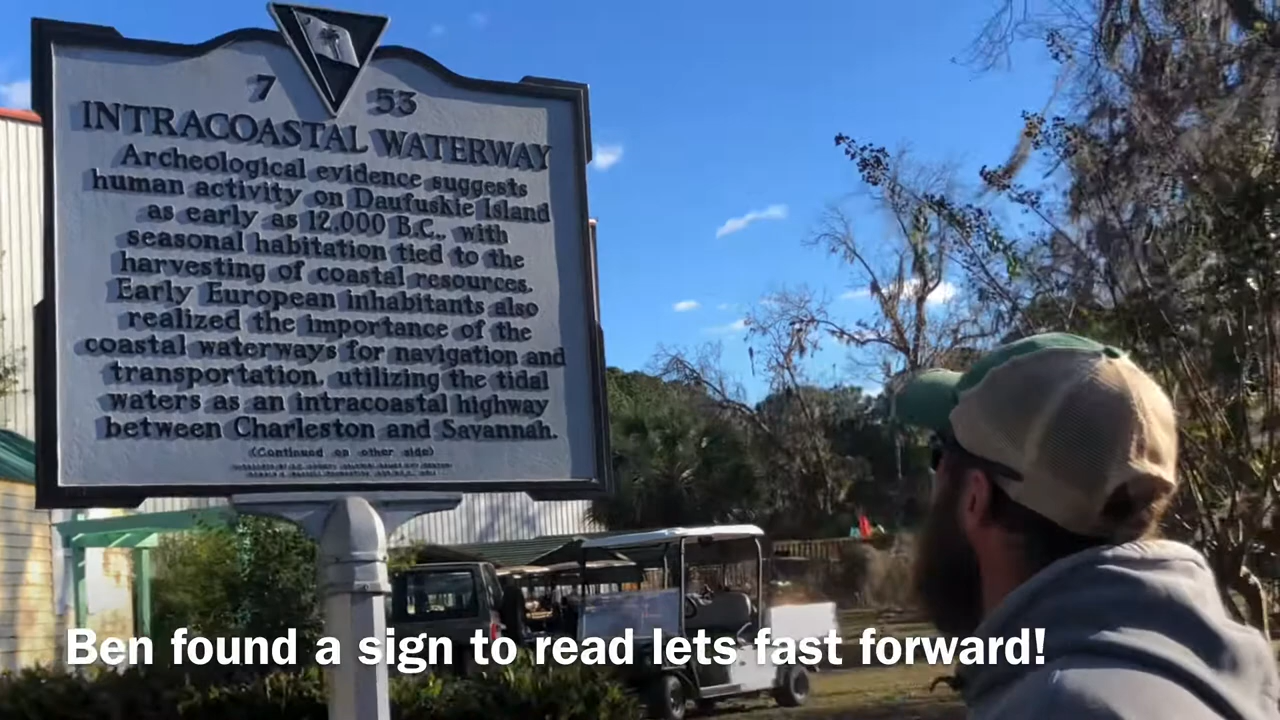 7 53
INTRACOASTAL WATERWAY
Archeological evidence suggests
human activity on Daufuskie Island
as early as 12,000 B.C., with
seasonal habitation tied to the
harvesting of coastal resources.
Early European inhabitants also
realized the importance of the
coastal waterways for navigation and
transportation, utilizing the tidal
waters as an intracoastal highway
between Charleston and Savannah.
(Continued on other side)
Ben found a sign to read lets fast forward!